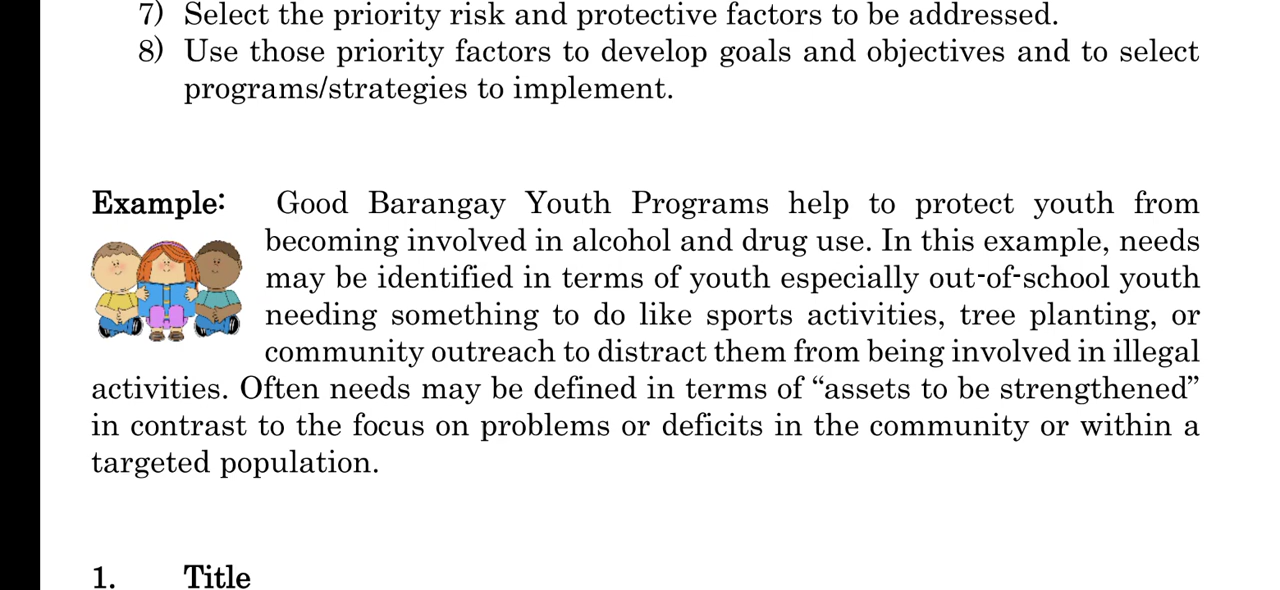 7) Select the priority risk and protective factors to be addressed.
8) Use those priority factors to develop goals and objectives and to select
programs/strategies to implement.
Example: Good Barangay Youth Programs help to protect youth from
becoming involved in alcohol and drug use. In this example, needs
may be identified in terms of youth especially out-of-school youth
needing something to do like sports activities, tree planting, or
community outreach to distract them from being involved in illegal
activities. Often needs may be defined in terms of “assets to be strengthened”
in contrast to the focus on problems or deficits in the community or within a
targeted population.
1. Title